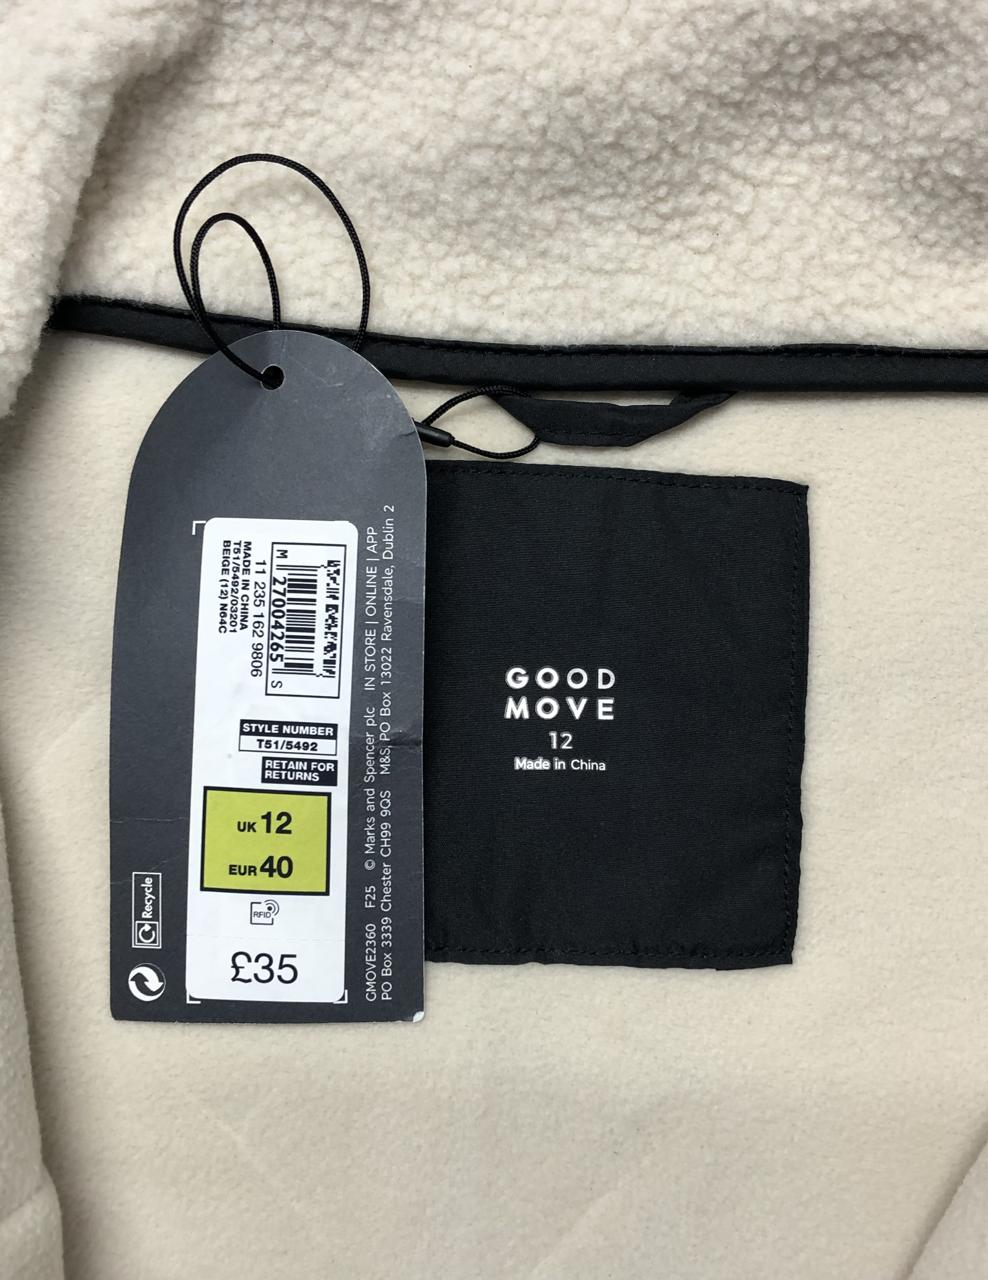 M 27004265 S
11 235 162 9806
MADE IN CHINA
T51/5492/03201
BEIGE (12) N64C
STYLE NUMBER
T51/5492
RETAIN FOR
RETURNS
UK 12
EUR 40
RFID
£35
Recycle
GMOVE2360 F25 © Marks and Spencer plc IN STORE | ONLINE | APP
PO Box 3339 Chester CH99 9QS M&S, PO Box 13022 Ravensdale, Dublin 2
GOOD
MOVE
12
Made in China